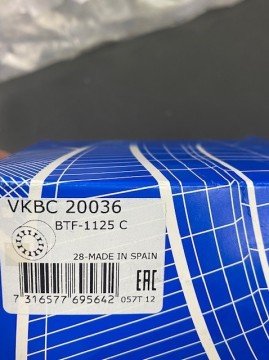 VKBC 20036
BTF-1125 C
28-MADE IN SPAIN
EAC
7 316577 695642 057T 12